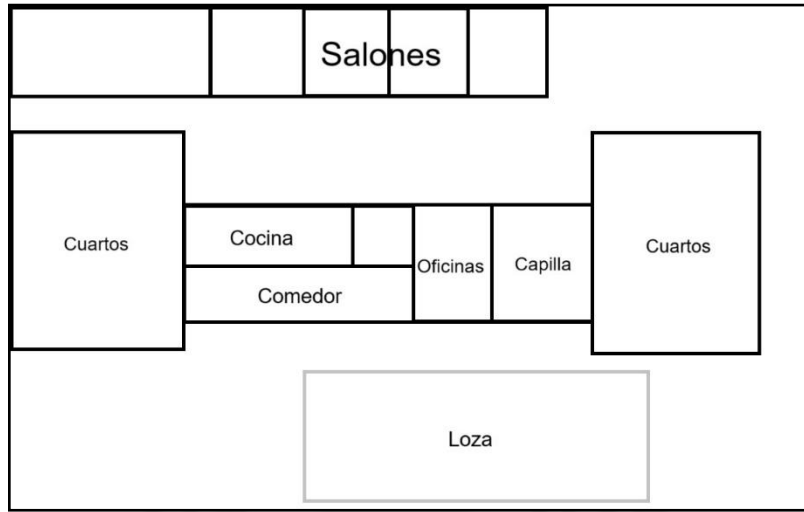 Salones
Cuartos
Cocina
Comedor
Oficinas
Capilla
Cuartos
Loza